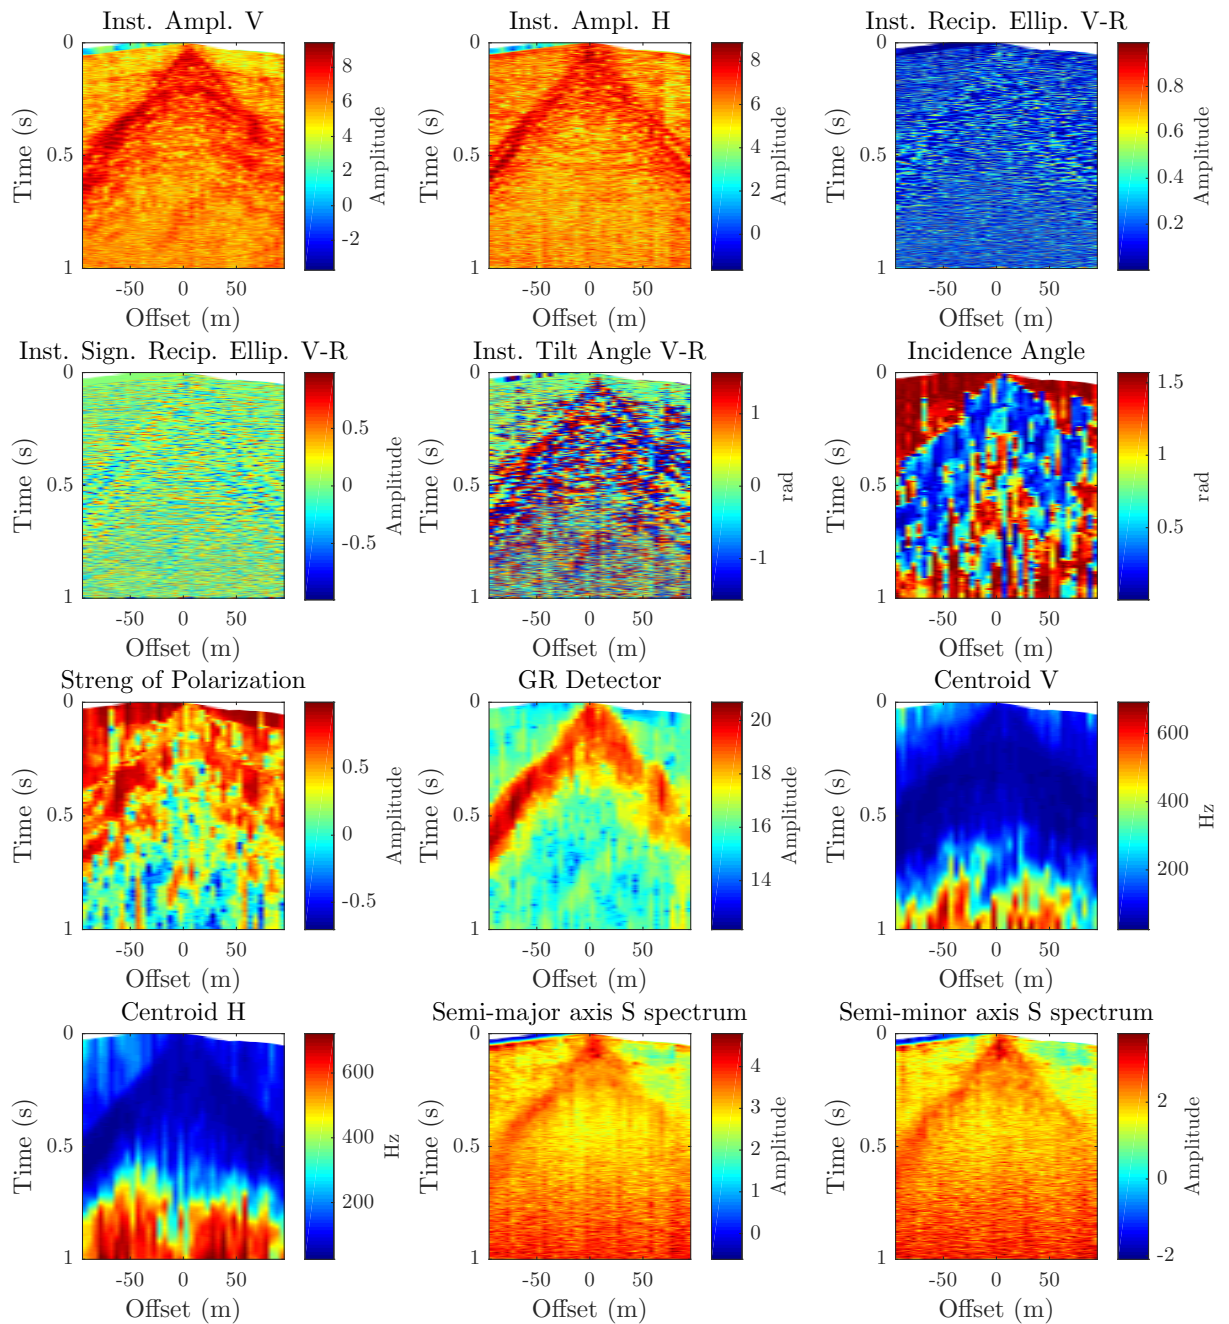 Inst. Ampl. V
Inst. Ampl. H
Inst. Recip. Ellip. V-R
0
0.5
1
Time (s)
-50
0
50
Offset (m)
8
6
4
2
0
-2
Amplitude
0
0.5
1
Time (s)
-50
0
50
Offset (m)
8
6
4
2
0
Amplitude
0
0.5
1
Time (s)
-50
0
50
Offset (m)
0.8
0.6
0.4
0.2
Amplitude
Inst. Sign. Recip. Ellip. V-R
Inst. Tilt Angle V-R
Incidence Angle
0
0.5
1
Time (s)
-50
0
50
Offset (m)
0.5
0
-0.5
Amplitude
0
0.5
1
Time (s)
-50
0
50
Offset (m)
1
0
-1
rad
0
0.5
1
Time (s)
-50
0
50
Offset (m)
1.5
1
0.5
rad
Streng of Polarization
GR Detector
Centroid V
0
0.5
1
Time (s)
-50
0
50
Offset (m)
0.5
0
-0.5
Amplitude
0
0.5
1
Time (s)
-50
0
50
Offset (m)
20
18
16
14
Amplitude
0
0.5
1
Time (s)
-50
0
50
Offset (m)
600
400
200
Hz
Centroid H
Semi-major axis S spectrum
Semi-minor axis S spectrum
0
0.5
1
Time (s)
-50
0
50
Offset (m)
600
400
200
Hz
0
0.5
1
Time (s)
-50
0
50
Offset (m)
4
3
2
1
0
Amplitude
0
0.5
1
Time (s)
-50
0
50
Offset (m)
2
0
-2
Amplitude